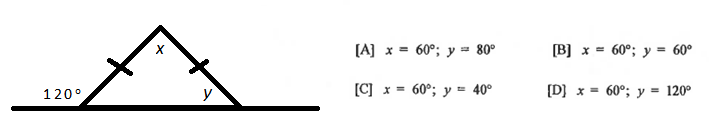 x
120°
y
[A] x = 60°; y = 80°
[B] x = 60°; y = 60°
[C] x = 60°; y = 40°
[D] x = 60°; y = 120°